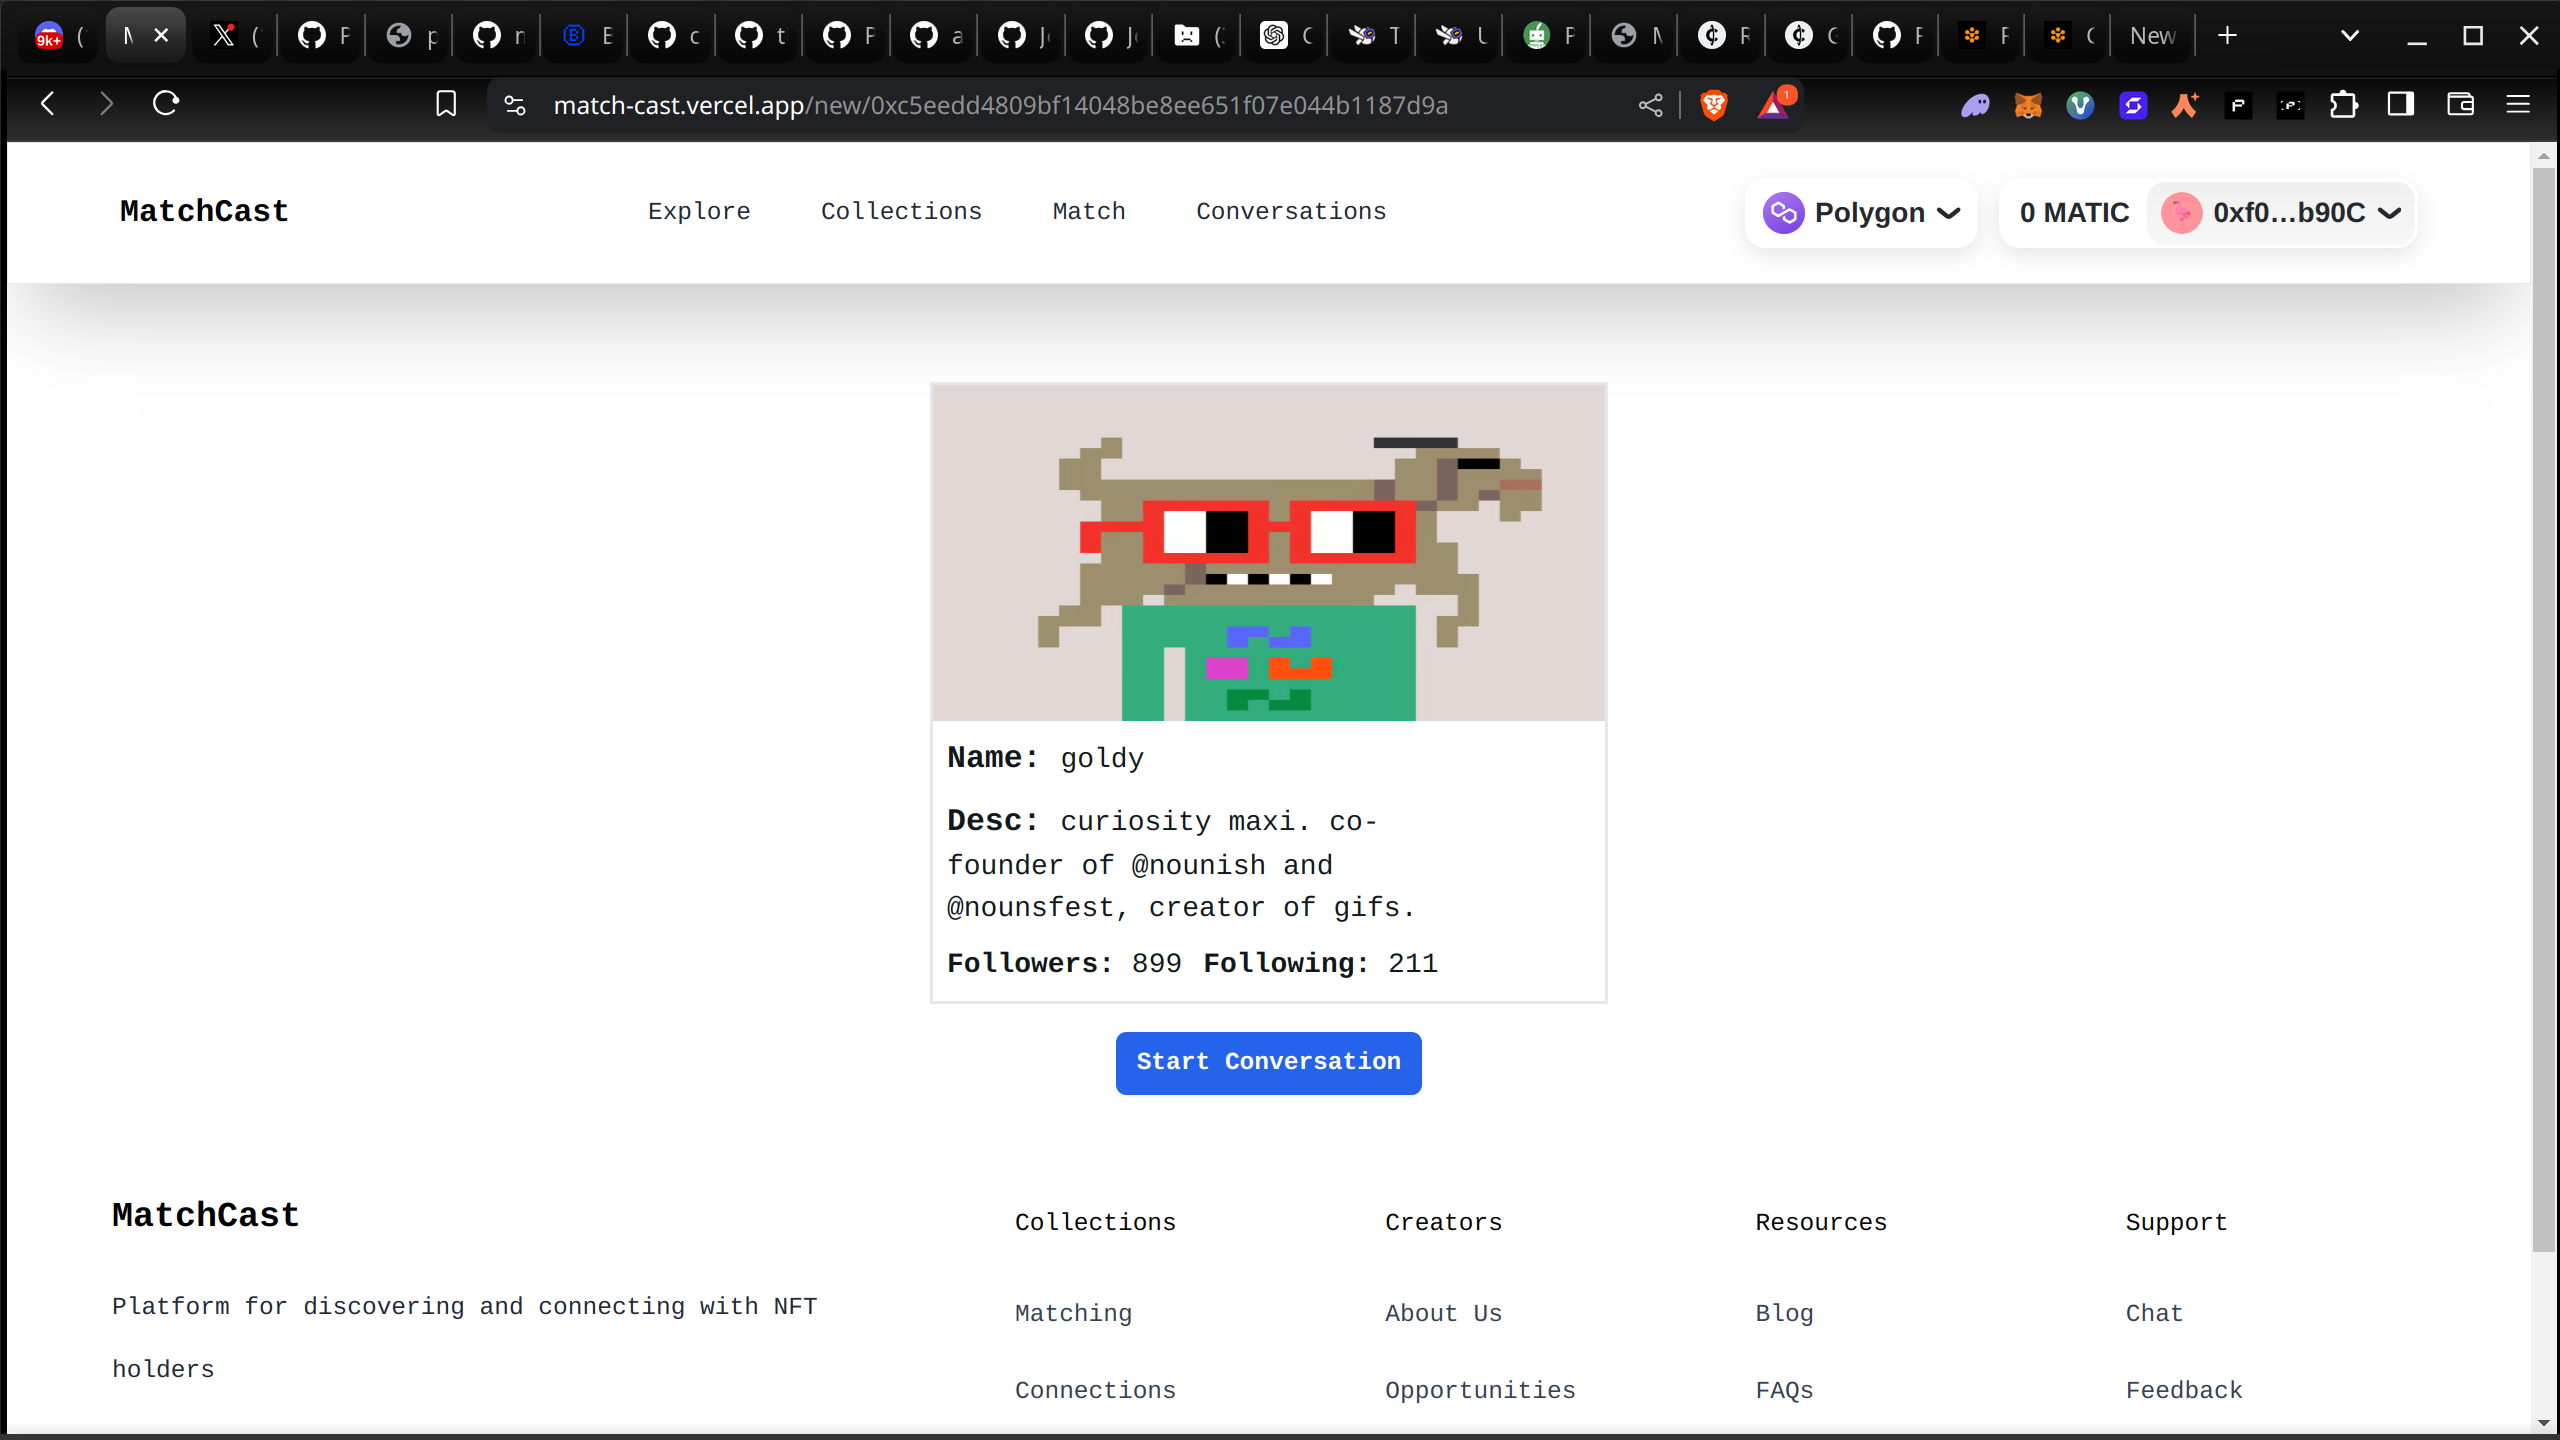 9k+
New
match-cast.vercel.app/new/0xc5eedd4809bf14048be8ee651f07e044b1187d9a
1
MatchCast
Explore
Collections
Match
Conversations
Polygon
0 MATIC
0xf0...b90C
Name: goldy
Desc: curiosity maxi. co-
founder of @nounish and
@nounsfest, creator of gifs.
Followers: 899 Following: 211
Start Conversation
MatchCast
Platform for discovering and connecting with NFT
holders
Collections
Matching
Connections
Creators
About Us
Opportunities
Resources
Blog
FAQs
Support
Chat
Feedback